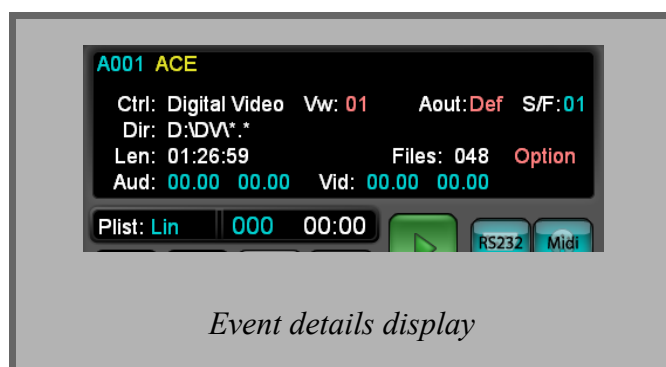 A001 ACE
Ctrl: Digital Video Vw: 01 Aout:Def S/F:01
Dir: D:\DV\*.*
Len: 01:26:59 Files: 048 Option
Aud: 00.00 00.00 Vid: 00.00 00.00
Plist: Lin 000 00:00
RS232 Midi
Event details display